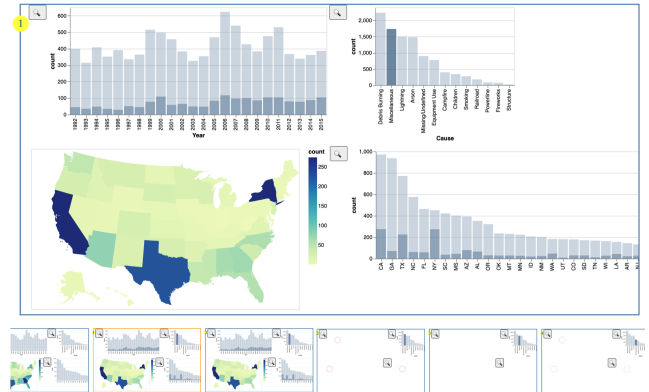 1
600
500
400
300
200
100
0
count
1992
1993
1994
1995
1996
1997
1998
1999
2000
2001
2002
2003
2004
2005
2006
2007
2008
2009
2010
2011
2012
2013
2014
2015
Year
2,000
1,500
1,000
500
0
count
Debris Burning
Miscellaneous
Lightning
Arson
Missing/Undefined
Equipment Use
Campfire
Children
Smoking
Railroad
Powerline
Fireworks
Structure
Cause
count
250
200
150
100
50
1,000
800
600
400
200
0
count
CA
GA
TX
NC
FL
NY
SC
MS
AZ
AL
OR
OK
MT
MN
ID
NM
WA
UT
CO
SD
TN
WI
LA
AR